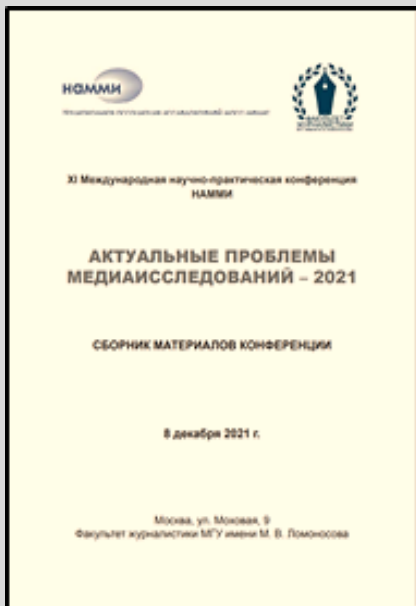 НАММИ
XI Международная научно-практическая конференция
НАММИ
АКТУАЛЬНЫЕ ПРОБЛЕМЫ
МЕДИАИССЛЕДОВАНИЙ – 2021
СБОРНИК МАТЕРИАЛОВ КОНФЕРЕНЦИИ
8 декабря 2021 г.
Москва, ул. Моховая, 9
Факультет журналистики МГУ имени М. В. Ломоносова